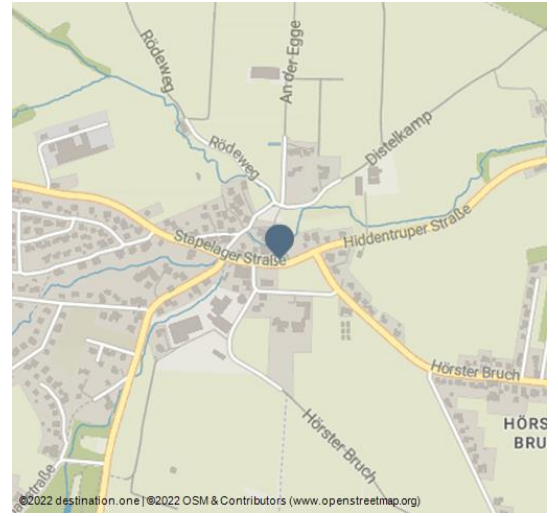 Rödeweg
An der Egge
Rödeweg
Distelkamp
Stapelager Straße
Hiddentruper Straße
Hörster Bruch
HÖRS
BRU
Hörster Bruch
straße
©2022 destination.one | ©2022 OSM & Contributors (www.openstreetmap.org)